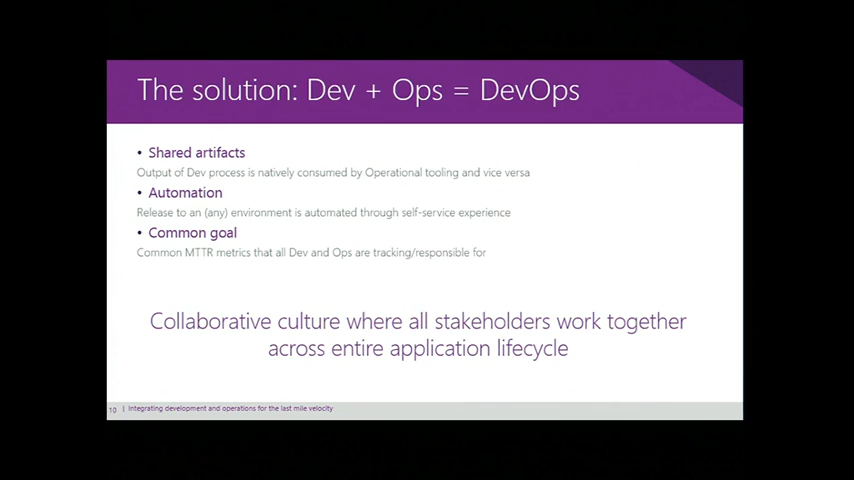 The solution: Dev + Ops = DevOps
• Shared artifacts
Output of Dev process is natively consumed by Operational tooling and vice versa
• Automation
Release to an (any) environment is automated through self-service experience
• Common goal
Common MTTR metrics that all Dev and Ops are tracking/responsible for
Collaborative culture where all stakeholders work together
across entire application lifecycle
10 | Integrating development and operations for the last mile velocity